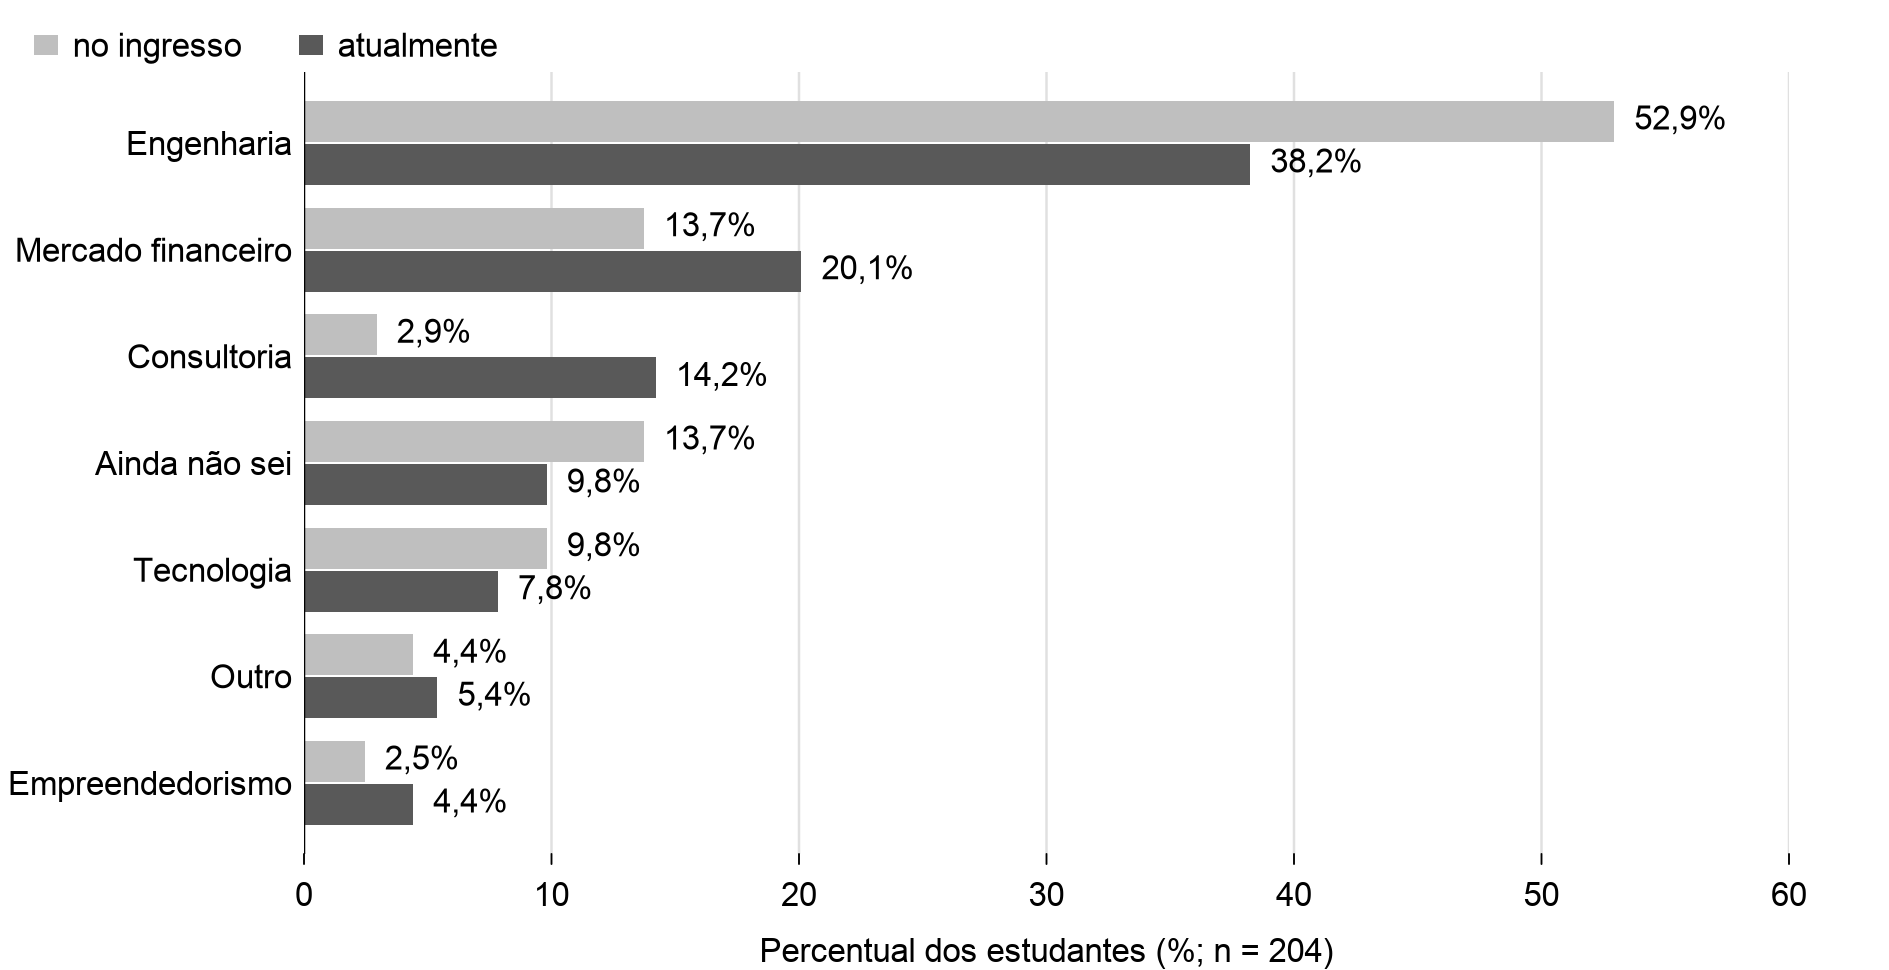 no ingresso atualmente
Engenharia 52,9%
38,2%
Mercado financeiro 13,7%
20,1%
Consultoria 2,9%
14,2%
Ainda não sei 13,7%
9,8%
Tecnologia 9,8%
7,8%
Outro 4,4%
5,4%
Empreendedorismo 2,5%
4,4%
0 10 20 30 40 50 60
Percentual dos estudantes (%; n = 204)